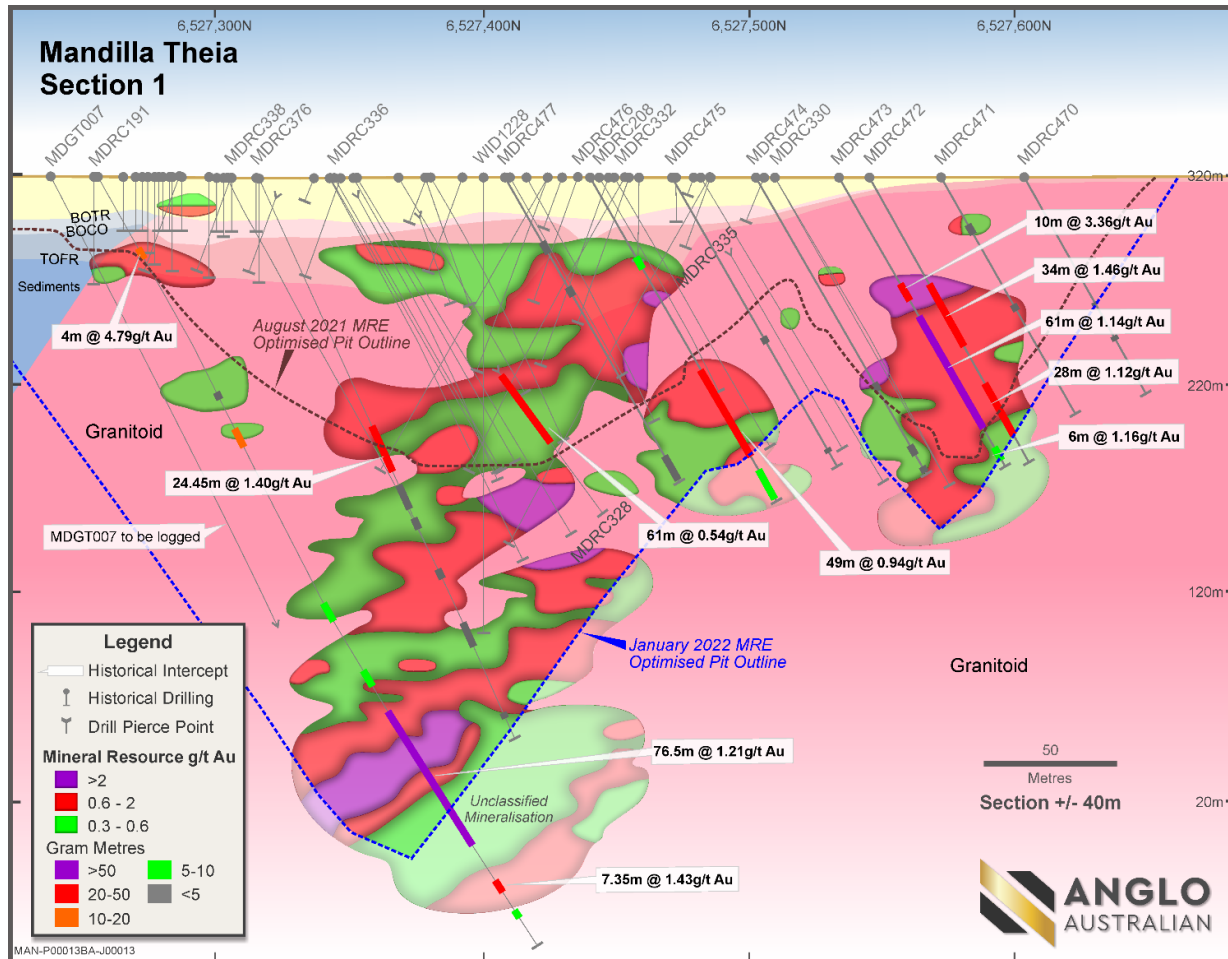 6,527,300N
6,527,400N
6,527,500N
6,527,600N
Mandilla Theia
Section 1
MDGT007
MDRC191
MDRC338
MDRC376
MDRC336
WID1228
MDRC477
MDRC476
MDRC208
MDRC332
MDRC475
MDRC474
MDRC330
MDRC473
MDRC472
MDRC471
MDRC470
320m
BOTR
BOCO
TOFR
Sediments
MDRC335
10m @ 3.36g/t Au
34m @ 1.46g/t Au
4m @ 4.79g/t Au
August 2021 MRE
Optimised Pit Outline
61m @ 1.14g/t Au
28m @ 1.12g/t Au
220m
Granitoid
6m @ 1.16g/t Au
24.45m @ 1.40g/t Au
MDGT007 to be logged
MDRC328
61m @ 0.54g/t Au
49m @ 0.94g/t Au
120m
January 2022 MRE
Optimised Pit Outline
Granitoid
Legend
Historical Intercept
Historical Drilling
Drill Pierce Point
Mineral Resource g/t Au
>2
0.6 - 2
0.3 - 0.6
Gram Metres
>50
5-10
20-50
<5
10-20
76.5m @ 1.21g/t Au
Unclassified
Mineralisation
50
Metres
Section +/- 40m
20m
7.35m @ 1.43g/t Au
ANGLO
AUSTRALIAN
MAN-P00013BA-J00013